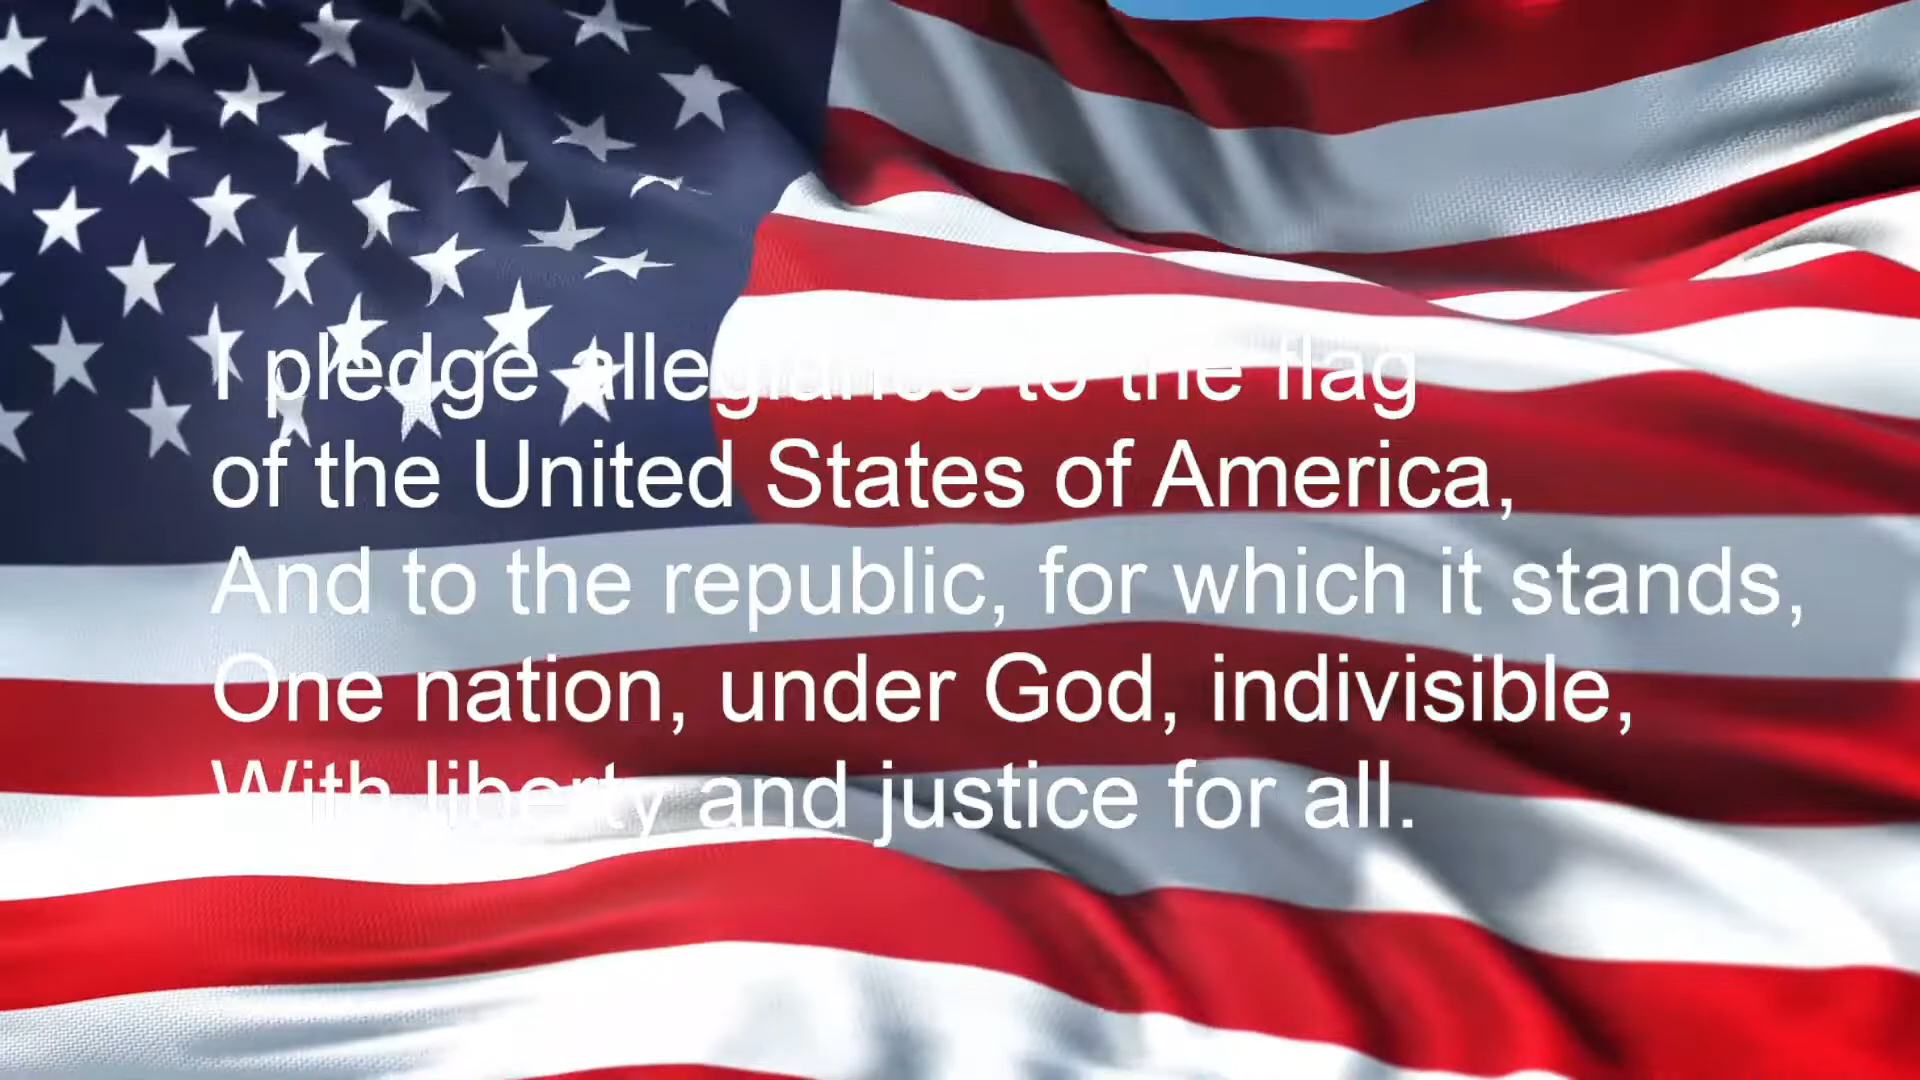 I pledge allegiance to the flag
of the United States of America,
And to the republic, for which it stands,
One nation, under God, indivisible,
With liberty and justice for all.